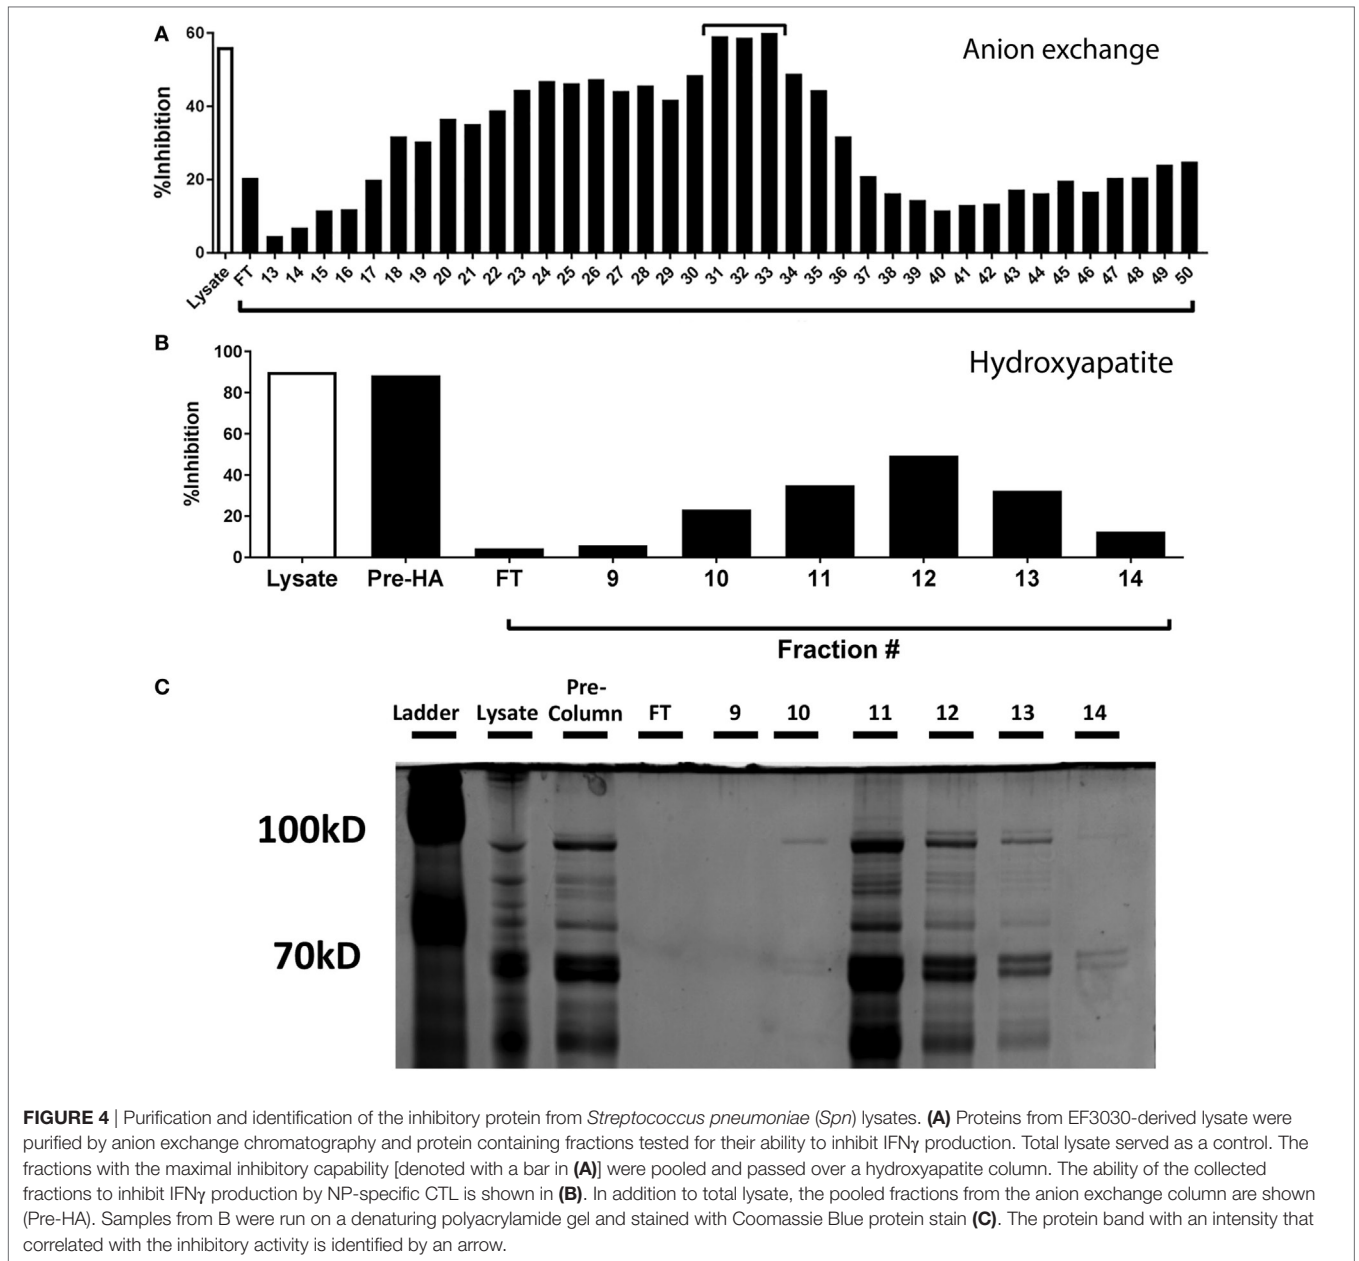 A
Anion exchange
%Inhibition
60
40
20
0
Lysate FT 13 14 15 16 17 18 19 20 21 22 23 24 25 26 27 28 29 30 31 32 33 34 35 36 37 38 39 40 41 42 43 44 45 46 47 48 49 50
B
Hydroxyapatite
%Inhibition
100
80
60
40
20
0
Lysate Pre-HA FT 9 10 11 12 13 14
Fraction #
C
Ladder Lysate Pre-Column FT 9 10 11 12 13 14
100kD
70kD
FIGURE 4 | Purification and identification of the inhibitory protein from Streptococcus pneumoniae (Spn) lysates. (A) Proteins from EF3030-derived lysate were
purified by anion exchange chromatography and protein containing fractions tested for their ability to inhibit IFNγ production. Total lysate served as a control. The
fractions with the maximal inhibitory capability [denoted with a bar in (A)] were pooled and passed over a hydroxyapatite column. The ability of the collected
fractions to inhibit IFNγ production by NP-specific CTL is shown in (B). In addition to total lysate, the pooled fractions from the anion exchange column are shown
(Pre-HA). Samples from B were run on a denaturing polyacrylamide gel and stained with Coomassie Blue protein stain (C). The protein band with an intensity that
correlated with the inhibitory activity is identified by an arrow.